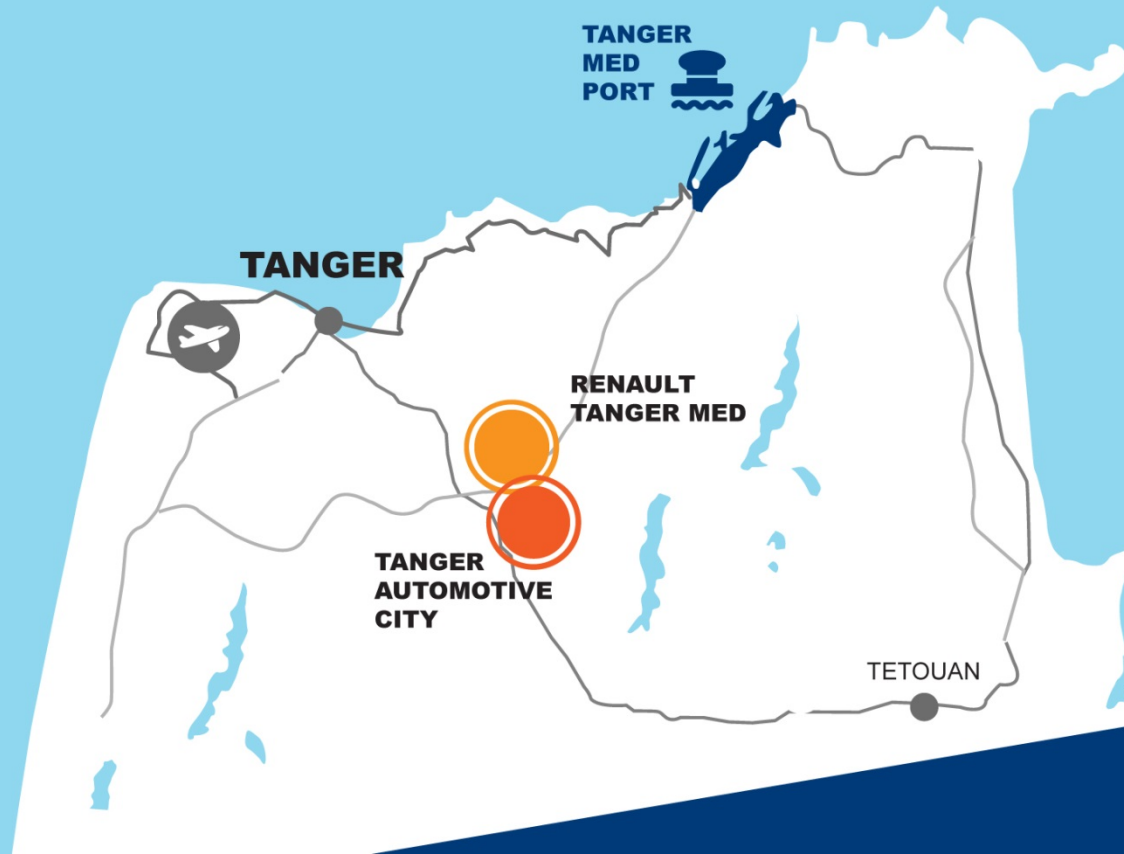 TANGER
MED
PORT
TANGER
RENAULT
TANGER MED
TANGER
AUTOMOTIVE
CITY
TETOUAN